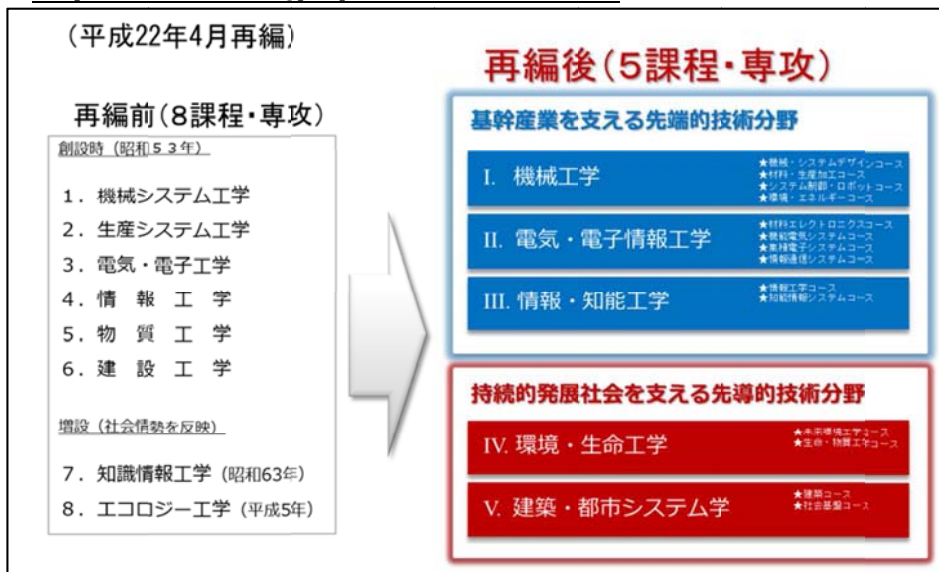 (平成22年4月再編)
再編前(8課程・専攻)
創設時(昭和53年)
1. 機械システム工学
2. 生産システム工学
3. 電気・電子工学
4. 情 報 工 学
5. 物 質 工 学
6. 建 設 工 学
増設(社会情勢を反映)
7. 知識情報工学(昭和63年)
8. エコロジー工学(平成5年)
再編後(5課程・専攻)
基幹産業を支える先端的技術分野
I. 機械工学
★機械・システムデザインコース
★材料・生産加工コース
★システム制御・ロボットコース
★環境・エネルギーコース
II. 電気・電子情報工学
★材料エレクトロニクスコース
★機能電気システムコース
★集積電子システムコース
★情報通信システムコース
III. 情報・知能工学
★情報工学コース
★知能情報システムコース
持続的発展社会を支える先導的技術分野
IV. 環境・生命工学
★未来環境工学コース
★生命・物質工学コース
V. 建築・都市システム学
★建築コース
★社会基盤コース